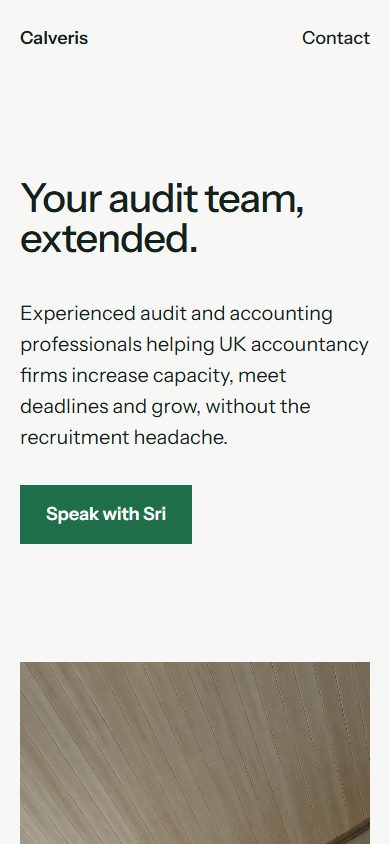 Calveris
Contact
Your audit team,
extended.
Experienced audit and accounting
professionals helping UK accountancy
firms increase capacity, meet
deadlines and grow, without the
recruitment headache.
Speak with Sri